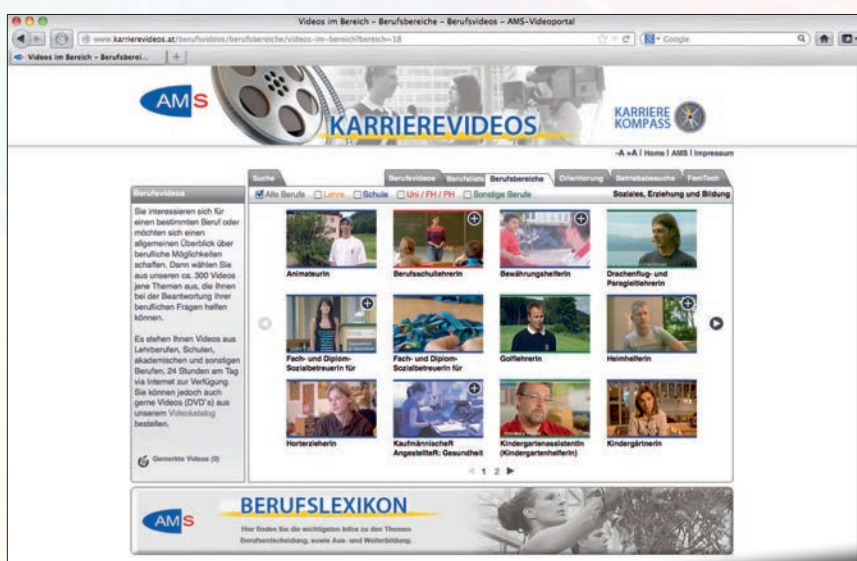 Videos im Bereich – Berufsbereiche – Berufsvideos – AMS-Videoportal
www.karrierevideos.at/berufsvideos/berufsbereiche/videos-im-bereich?bereich=18
Google
Videos im Bereich – Berufsberei...
AMS
KARRIEREVIDEOS
KARRIERE
KOMPASS
-A +A | Home | AMS | Impressum
Suche
Berufsvideos
Berufsliste
Berufsbereiche
Orientierung
Betriebsbesuche
FemTech
Alle Berufe
Lehre
Schule
Uni / FH / PH
Sonstige Berufe
Soziales, Erziehung und Bildung
Berufsvideos
Sie interessieren sich für
einen bestimmten Beruf oder
möchten sich einen
allgemeinen Überblick über
berufliche Möglichkeiten
schaffen. Dann wählen Sie
aus unseren ca. 300 Videos
jene Themen aus, die Ihnen
bei der Beantwortung Ihrer
beruflichen Fragen helfen
können.
Es stehen Ihnen Videos aus
Lehrberufen, Schulen,
akademischen und sonstigen
Berufen, 24 Stunden am Tag
via Internet zur Verfügung.
Sie können jedoch auch
gerne Videos (DVD's) aus
unserem Videokatalog
bestellen.
Gemerkte Videos (0)
AnimateurIn
BerufsschullehrerIn
BewährungshelferIn
Drachenflug- und
ParagleitlehrerIn
Fach- und Diplom-
SozialbetreuerIn für
Fach- und Diplom-
SozialbetreuerIn für
GolflehrerIn
HeimhelferIn
HorterzieherIn
KaufmännischeR
AngestellteR: Gesundheit
KindergartenassistentIn
(KindergartenhelferIn)
KindergärtnerIn
1 2
AMS
BERUFSLEXIKON
Hier finden Sie die wichtigsten Infos zu den Themen
Berufsentscheidung, sowie Aus- und Weiterbildung.